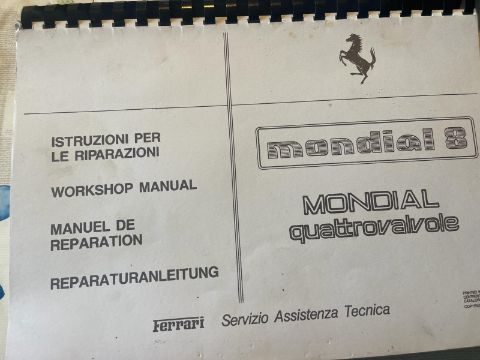 ISTRUZIONI PER
LE RIPARAZIONI
WORKSHOP MANUAL
MANUEL DE
REPARATION
REPARATURANLEITUNG
mondial 8
MONDIAL
quattrovalvole
Ferrari Servizio Assistenza Tecnica